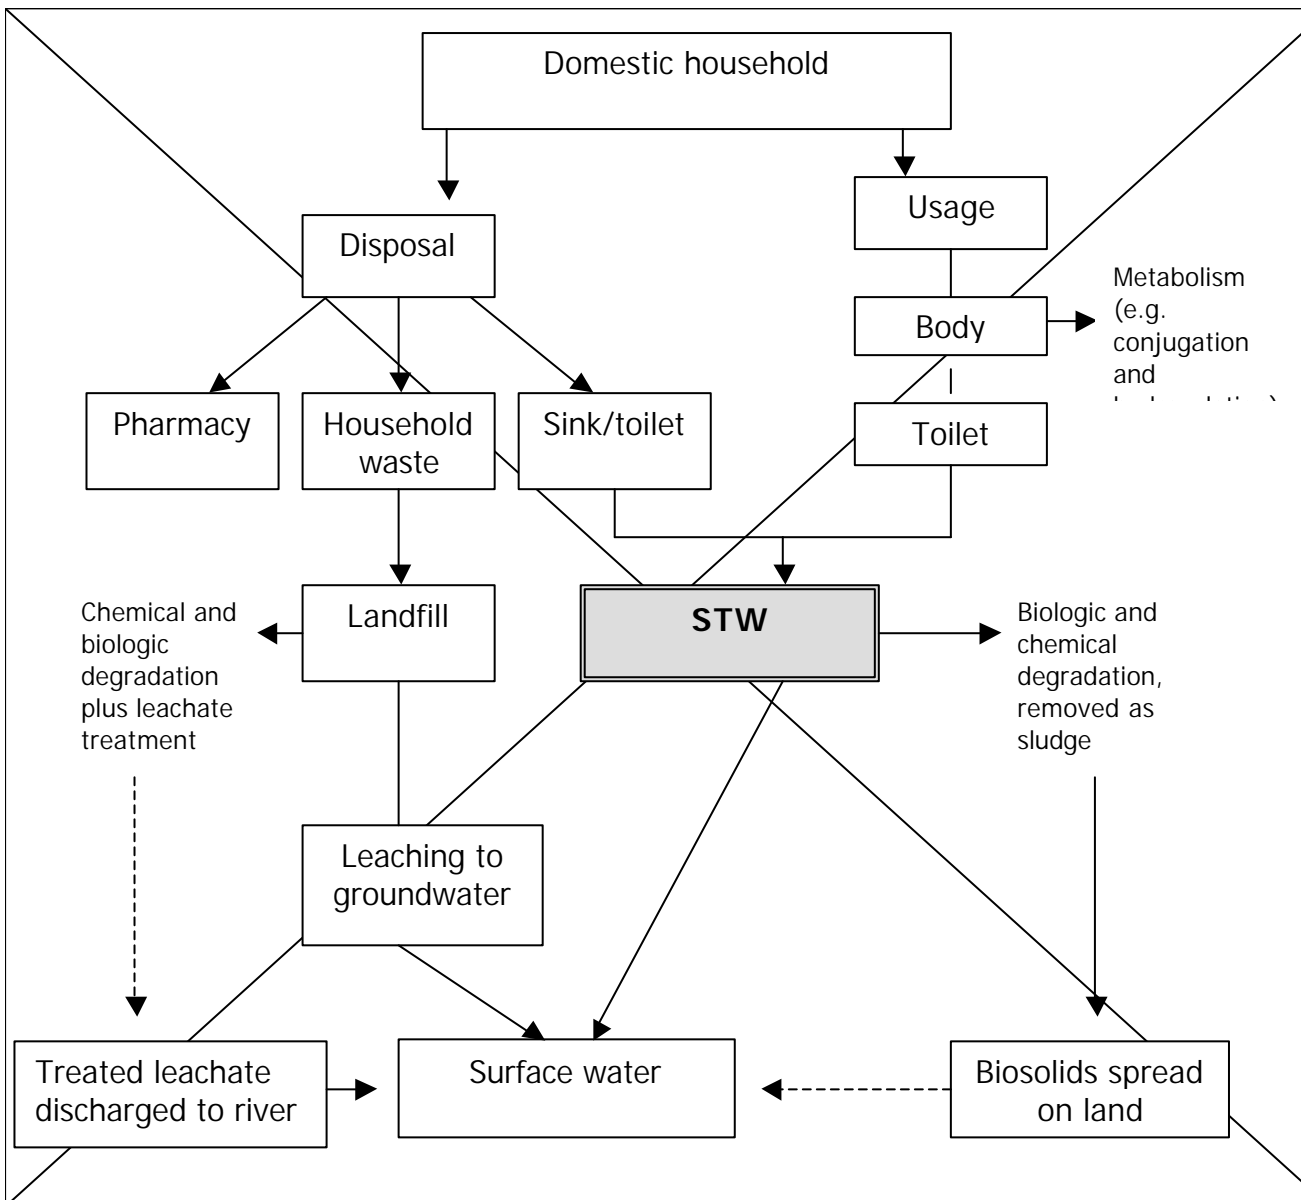 Domestic household
Usage
Disposal
Metabolism
(e.g.
conjugation
and
Body
Pharmacy
Household
waste
Sink/toilet
Toilet
Chemical and
biologic
degradation
plus leachate
treatment
Landfill
STW
Biologic and
chemical
degradation,
removed as
sludge
Leaching to
groundwater
Treated leachate
discharged to river
Surface water
Biosolids spread
on land